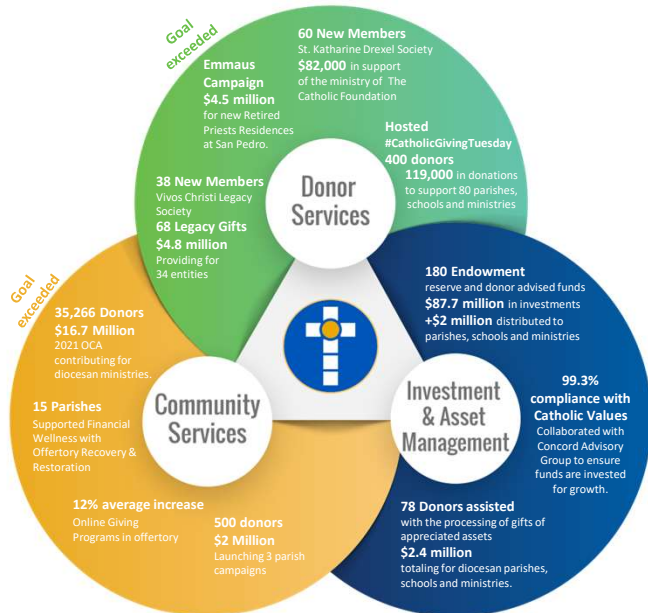 Goal
exceeded
60 New Members
St. Katharine Drexel Society
$82,000 in support
of the ministry of The
Catholic Foundation
Emmaus
Campaign
$4.5 million
for new Retired
Priests Residences
at San Pedro.
Hosted
#CatholicGivingTuesday
400 donors
119,000 in donations
to support 80 parishes,
schools and ministries
38 New Members
Vivos Christi Legacy
Society
68 Legacy Gifts
$4.8 million
Providing for
34 entities
Donor
Services
Goal
exceeded
35,266 Donors
$16.7 Million
2021 OCA
contributing for
diocesan ministries.
15 Parishes
Supported Financial
Wellness with
Offertory Recovery &
Restoration
12% average increase
Online Giving
Programs in offertory
500 donors
$2 Million
Launching 3 parish
campaigns
Community
Services
180 Endowment
reserve and donor advised funds
$87.7 million in investments
+$2 million distributed to
parishes, schools and ministries
99.3%
compliance with
Catholic Values
Collaborated with
Concord Advisory
Group to ensure
funds are invested
for growth.
Investment
& Asset
Management
78 Donors assisted
with the processing of gifts of
appreciated assets
$2.4 million
totaling for diocesan parishes,
schools and ministries.